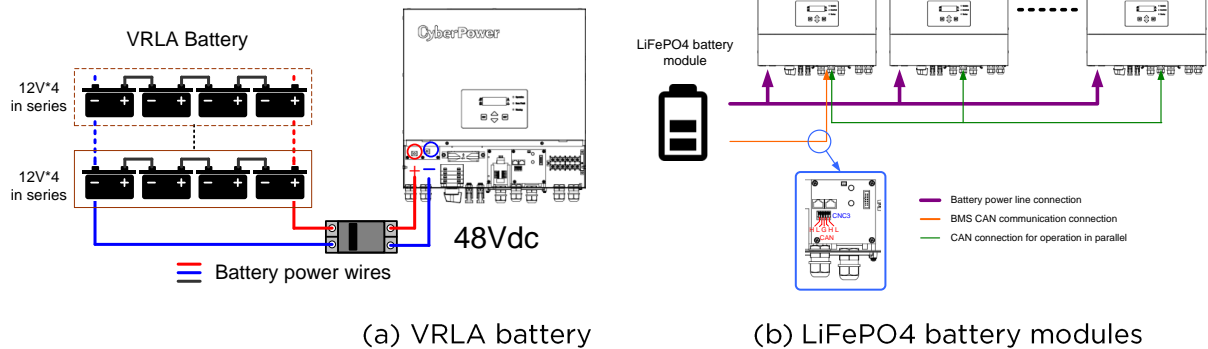 VRLA Battery
12V*4
in series
12V*4
in series
CyberPower
48Vdc
Battery power wires
(a) VRLA battery
LiFePO4 battery
module
CNC3
H L G H L
CAN
Battery power line connection
BMS CAN communication connection
CAN connection for operation in parallel
(b) LiFePO4 battery modules